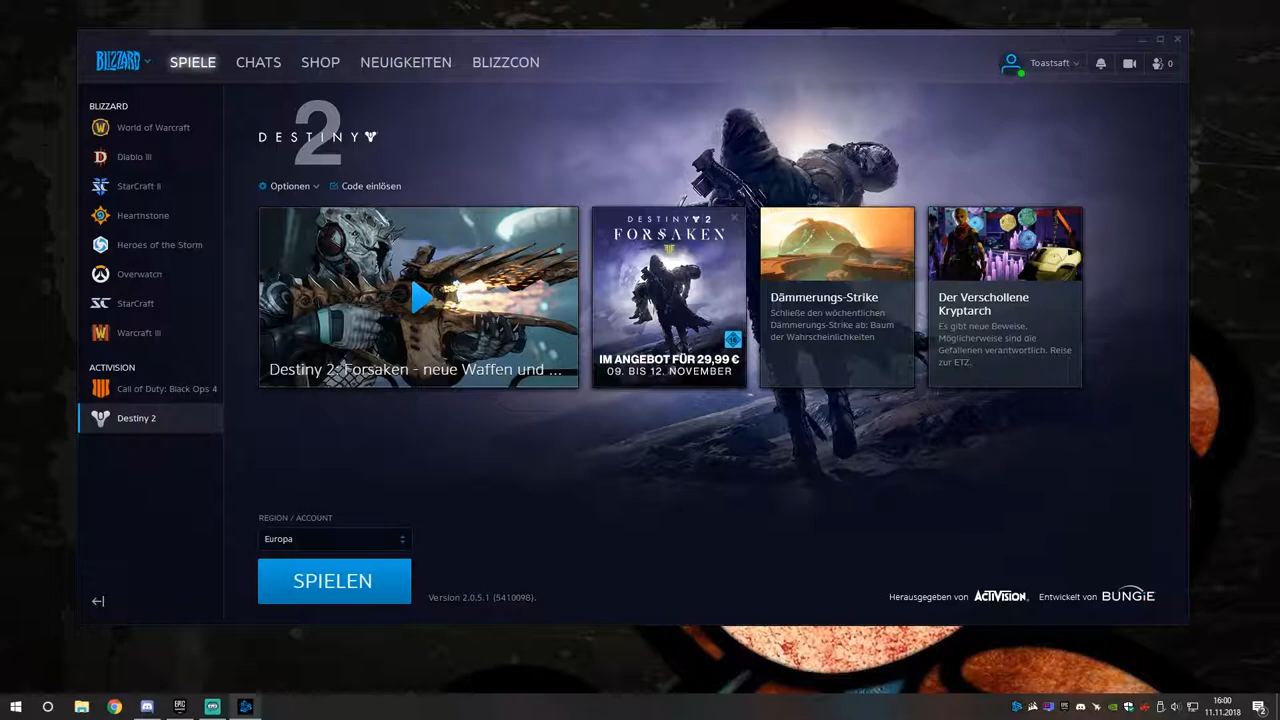 BLIZZARD
SPIELE
CHATS
SHOP
NEUIGKEITEN
BLIZZCON
Toastsaft
0
BLIZZARD
World of Warcraft
Diablo III
StarCraft II
Hearthstone
Heroes of the Storm
Overwatch
StarCraft
Warcraft III
ACTIVISION
Call of Duty: Black Ops 4
Destiny 2
DESTINY
2
Optionen
Code einlösen
Destiny 2: Forsaken - neue Waffen und ...
DESTINY 2
FORSAKEN
16
IM ANGEBOT FÜR 29,99 €
09. BIS 12. NOVEMBER
Dämmerungs-Strike
Schließe den wöchentlichen
Dämmerungs-Strike ab: Baum
der Wahrscheinlichkeiten
Der Verschollene
Kryptarch
Es gibt neue Beweise.
Möglicherweise sind die
Gefallenen verantwortlich. Reise
zur ETZ.
REGION / ACCOUNT
Europa
SPIELEN
Version 2.0.5.1 (5410098).
Herausgegeben von ACTIVISION. Entwickelt von BUNGiE
EPIC
16:00
11.11.2018
2